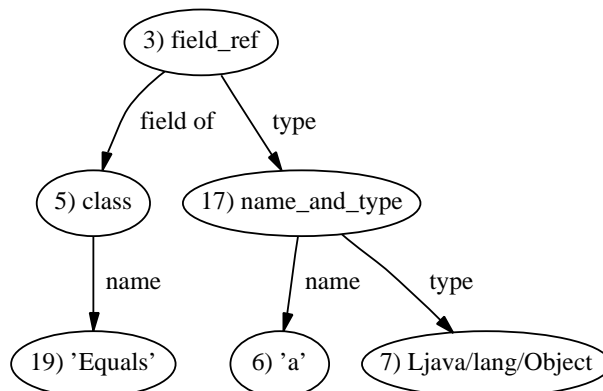 3) field_ref
field of
type
5) class
17) name_and_type
name
name
type
19) ’Equals’
6) ’a’
7) Ljava/lang/Object